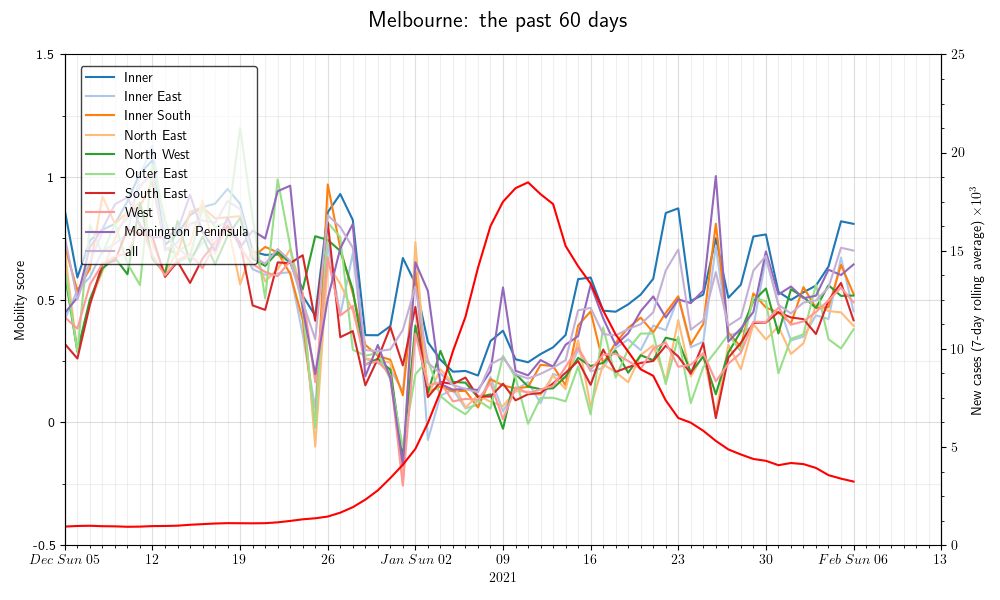 Melbourne: the past 60 days
1.5
1
0.5
0
-0.5
Mobility score
Inner
Inner East
Inner South
North East
North West
Outer East
South East
West
Mornington Peninsula
all
25
20
15
10
5
0
New cases (7-day rolling average) ×10³
Dec Sun 05
12
19
26
Jan Sun 02
09
16
23
30
Feb Sun 06
13
2021